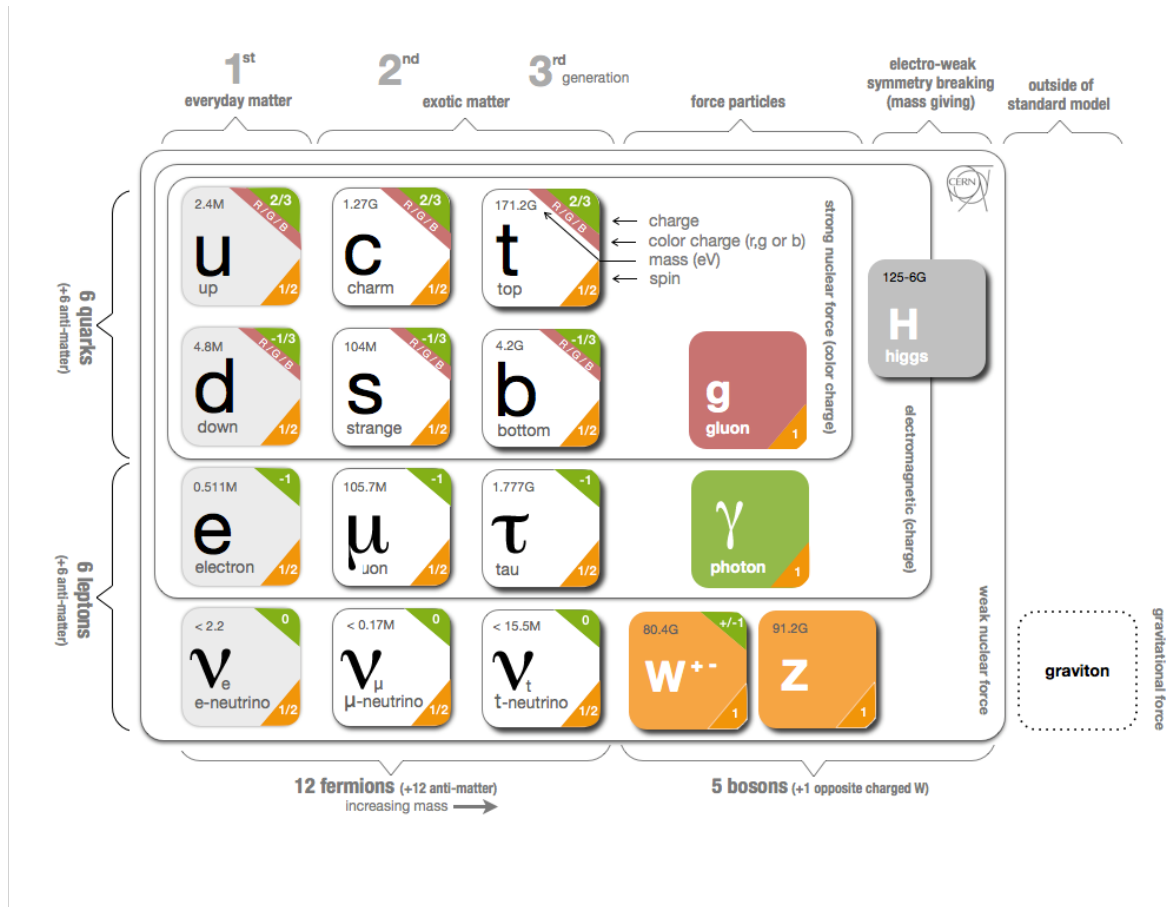 1st
2nd
3rd
generation
everyday matter
exotic matter
force particles
electro-weak
symmetry breaking
(mass giving)
outside of
standard model
6 quarks
(+6 anti-matter)
6 leptons
(+6 anti-matter)
2.4M
2/3
R/G/B
u
up
1/2
1.27G
2/3
R/G/B
c
charm
1/2
171.2G
2/3
R/G/B
t
top
1/2
charge
color charge (r,g or b)
mass (eV)
spin
strong nuclear force (color charge)
CERN
125-6G
H
higgs
4.8M
-1/3
R/G/B
d
down
1/2
104M
-1/3
R/G/B
s
strange
1/2
4.2G
-1/3
R/G/B
b
bottom
1/2
g
gluon
1
electromagnetic (charge)
0.511M
-1
e
electron
1/2
105.7M
-1
μ
uon
1/2
1.777G
-1
τ
tau
1/2
γ
photon
1
weak nuclear force
< 2.2
0
νe
e-neutrino
1/2
< 0.17M
0
νμ
μ-neutrino
1/2
< 15.5M
0
νt
t-neutrino
1/2
80.4G
+/-1
W+-
1
91.2G
Z
1
graviton
gravitational force
12 fermions (+12 anti-matter)
increasing mass
5 bosons (+1 opposite charged W)